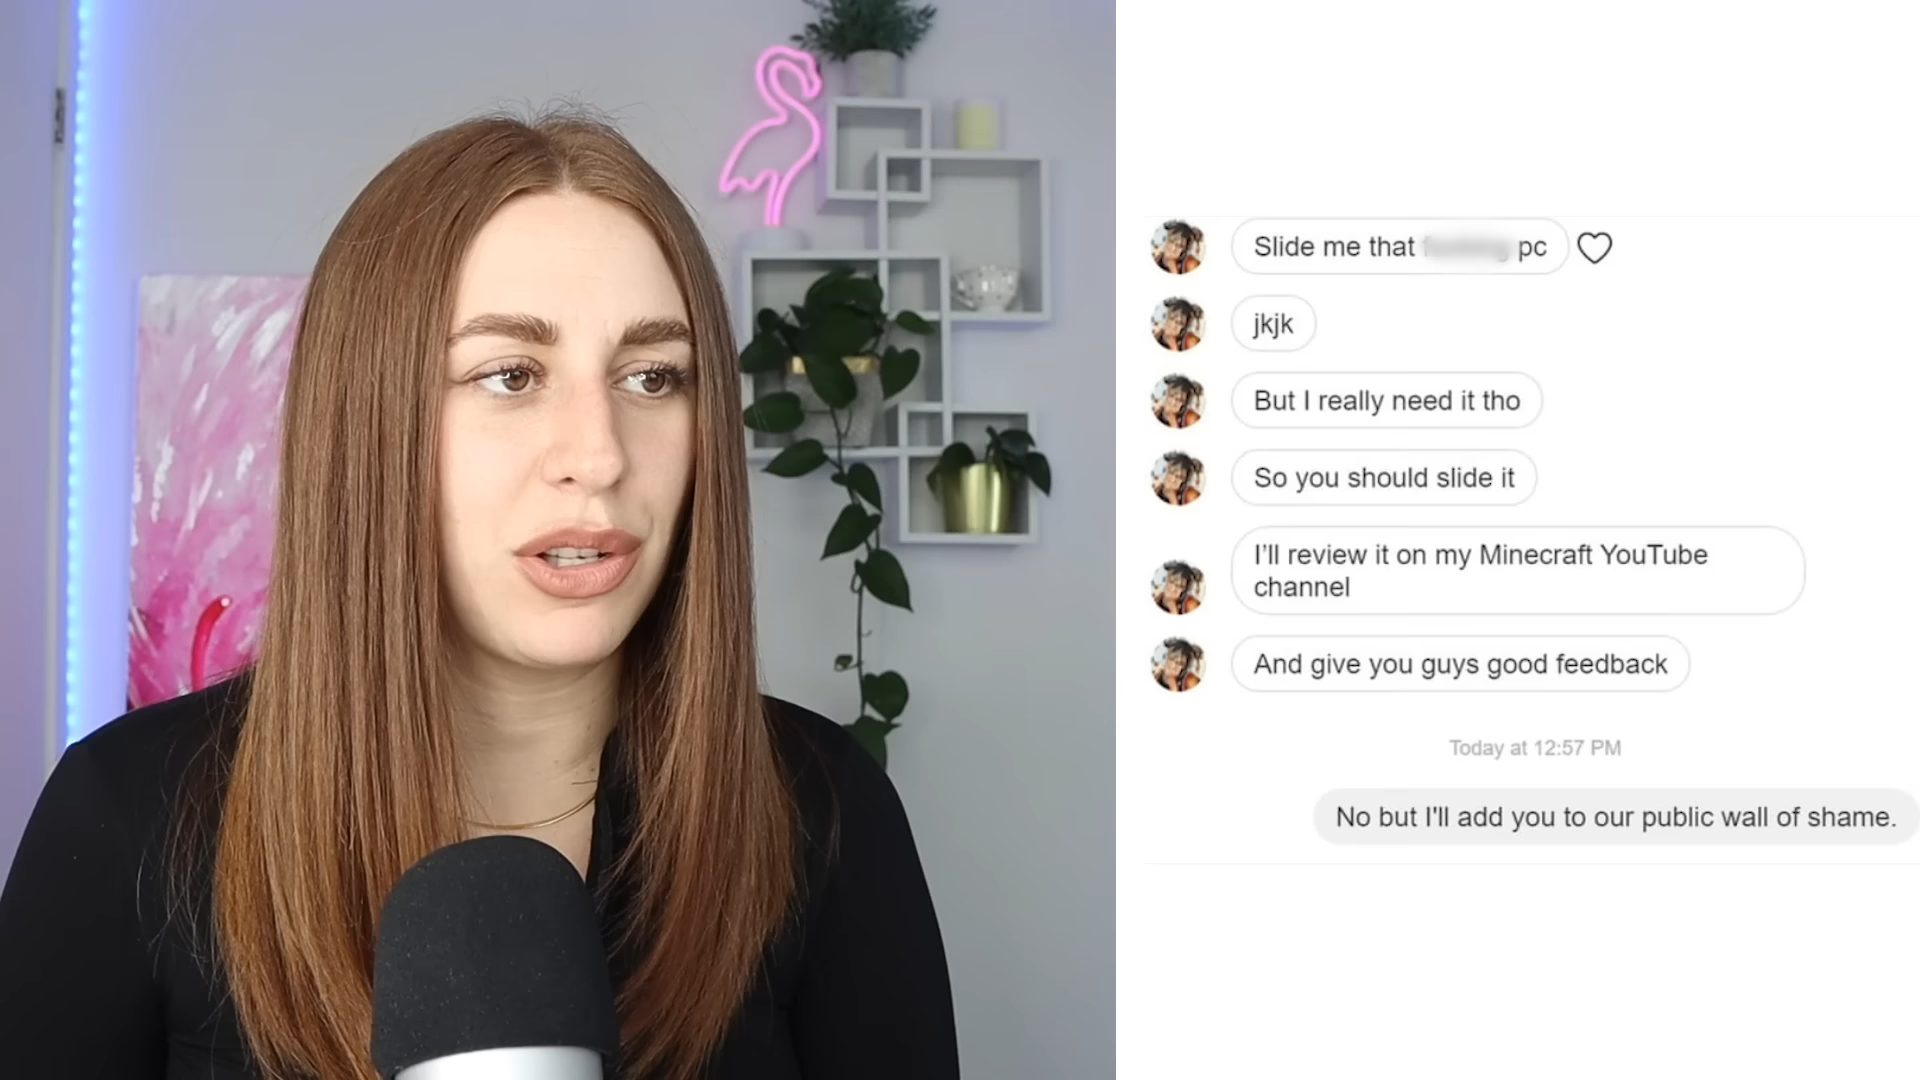 Slide me that pc
jkjk
But I really need it tho
So you should slide it
I'll review it on my Minecraft YouTube
channel
And give you guys good feedback
Today at 12:57 PM
No but I'll add you to our public wall of shame.